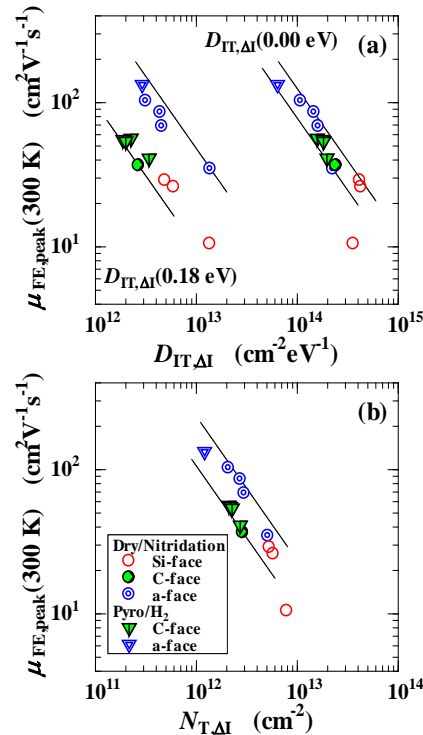 D_IT,ΔI(0.00 eV) (a)
μ_FE,peak(300 K) (cm²V⁻¹s⁻¹)
10²
10¹
D_IT,ΔI(0.18 eV)
10¹² 10¹³ 10¹⁴ 10¹⁵
D_IT,ΔI (cm⁻²eV⁻¹)
(b)
μ_FE,peak(300 K) (cm²V⁻¹s⁻¹)
10²
10¹
Dry/Nitridation
Si-face
C-face
a-face
Pyro/H₂
C-face
a-face
10¹¹ 10¹² 10¹³ 10¹⁴
N_T,ΔI (cm⁻²)